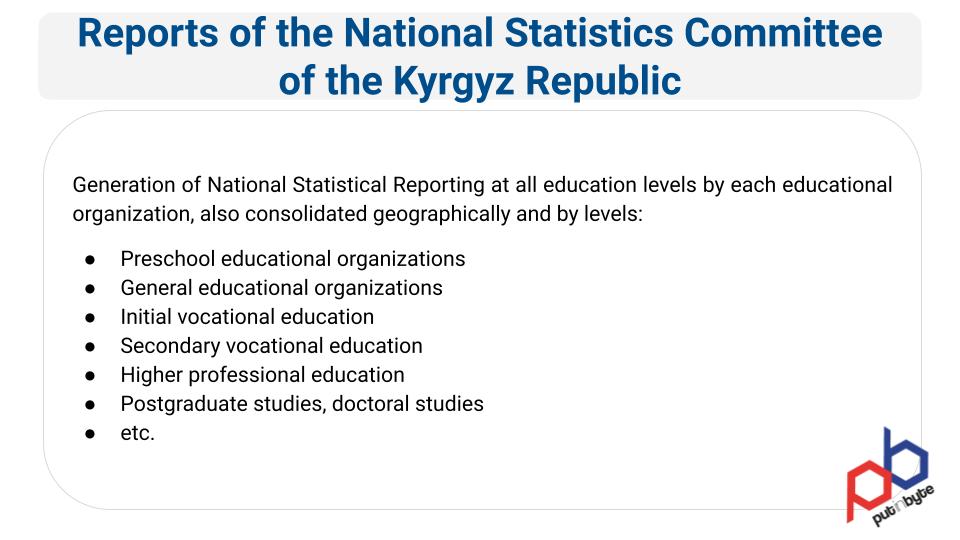 Reports of the National Statistics Committee
of the Kyrgyz Republic
Generation of National Statistical Reporting at all education levels by each educational
organization, also consolidated geographically and by levels:
● Preschool educational organizations
● General educational organizations
● Initial vocational education
● Secondary vocational education
● Higher professional education
● Postgraduate studies, doctoral studies
● etc.
pb
putinbyte